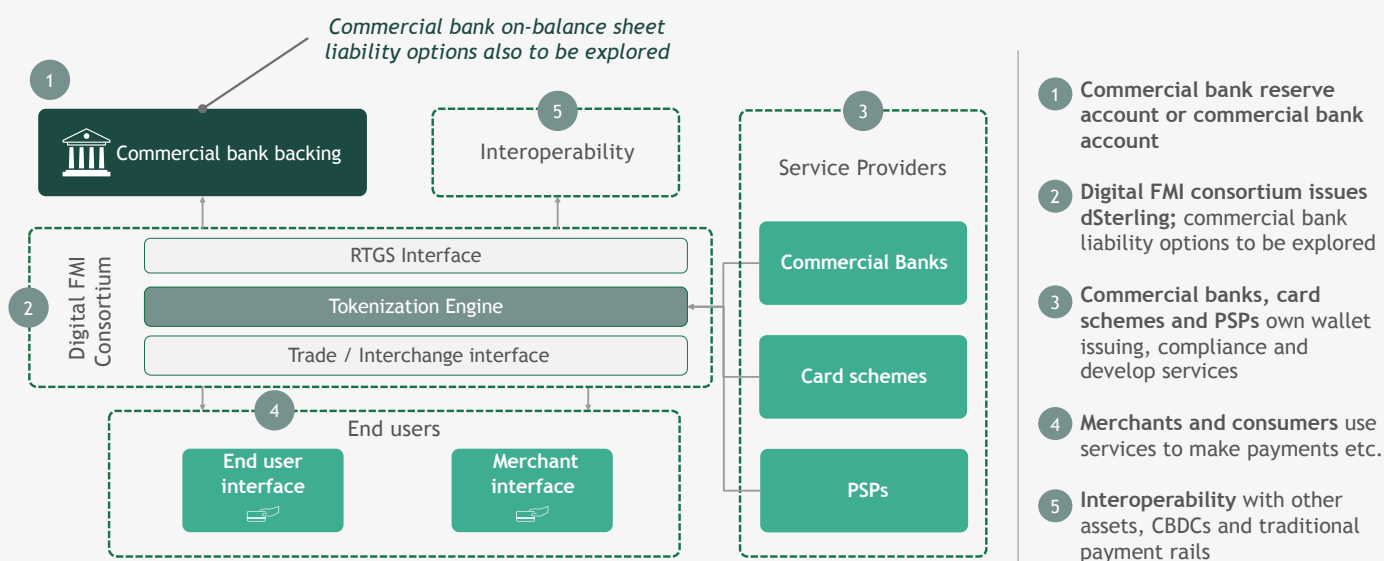 Commercial bank on-balance sheet
liability options also to be explored
1
Commercial bank backing
5
Interoperability
3
Service Providers
Commercial Banks
Card schemes
PSPs
2
Digital FMI
Consortium
RTGS Interface
Tokenization Engine
Trade / Interchange interface
4
End users
End user
interface
Merchant
interface
1
Commercial bank reserve
account or commercial bank
account
2
Digital FMI consortium issues
dSterling; commercial bank
liability options to be explored
3
Commercial banks, card
schemes and PSPs own wallet
issuing, compliance and
develop services
4
Merchants and consumers use
services to make payments etc.
5
Interoperability with other
assets, CBDCs and traditional
payment rails